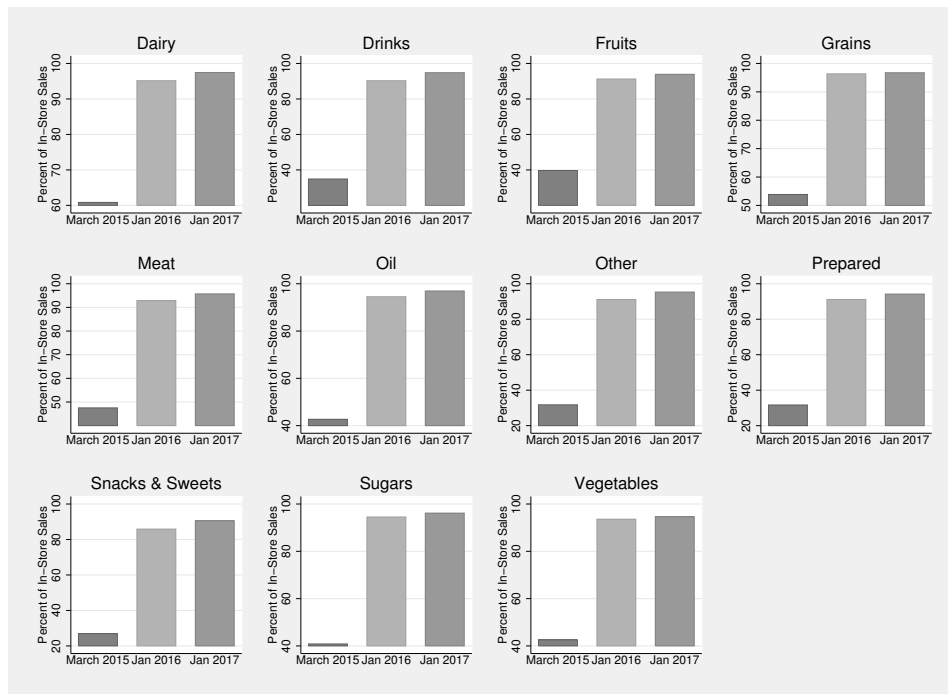 Dairy
Percent of In−Store Sales
60 70 80 90 100
March 2015 Jan 2016 Jan 2017
Drinks
Percent of In−Store Sales
40 60 80 100
March 2015 Jan 2016 Jan 2017
Fruits
Percent of In−Store Sales
40 60 80 100
March 2015 Jan 2016 Jan 2017
Grains
Percent of In−Store Sales
50 60 70 80 90 100
March 2015 Jan 2016 Jan 2017
Meat
Percent of In−Store Sales
50 60 70 80 90 100
March 2015 Jan 2016 Jan 2017
Oil
Percent of In−Store Sales
40 60 80 100
March 2015 Jan 2016 Jan 2017
Other
Percent of In−Store Sales
20 40 60 80 100
March 2015 Jan 2016 Jan 2017
Prepared
Percent of In−Store Sales
20 40 60 80 100
March 2015 Jan 2016 Jan 2017
Snacks & Sweets
Percent of In−Store Sales
20 40 60 80 100
March 2015 Jan 2016 Jan 2017
Sugars
Percent of In−Store Sales
40 60 80 100
March 2015 Jan 2016 Jan 2017
Vegetables
Percent of In−Store Sales
40 60 80 100
March 2015 Jan 2016 Jan 2017